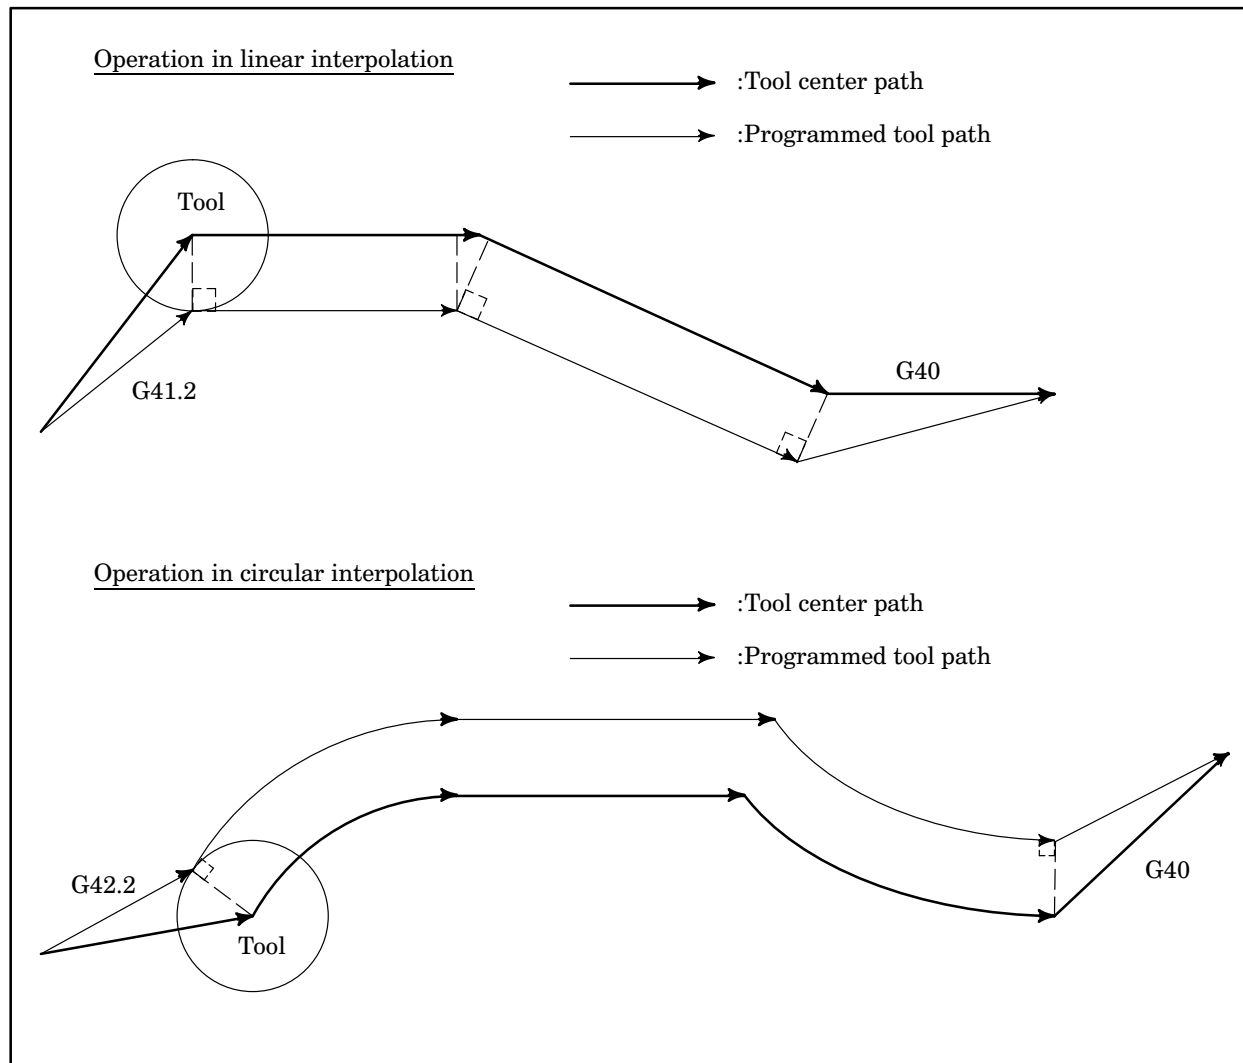 Operation in linear interpolation
:Tool center path
:Programmed tool path
Tool
G41.2
G40
Operation in circular interpolation
:Tool center path
:Programmed tool path
G42.2
Tool
G40